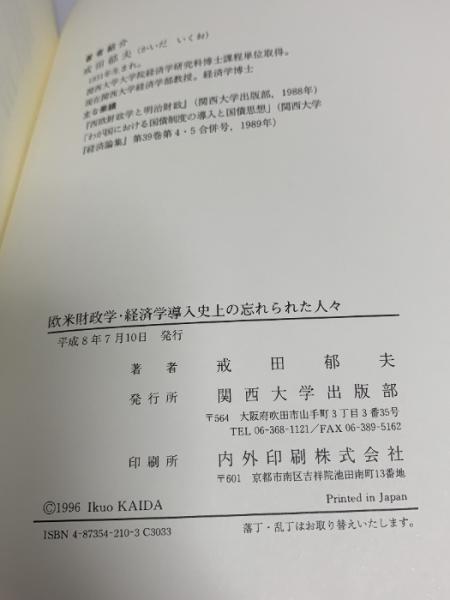 著者紹介
戒田郁夫(かいだ いくお)
1931年生まれ。
関西大学大学院経済学研究科博士課程単位取得。
現在関西大学経済学部教授。経済学博士
主な業績
『西欧財政学と明治財政』(関西大学出版部，1988年)
「わが国における国債制度の導入と国債思想」(関西大学
『経済論集』第39巻第4・5合併号，1989年)
欧米財政学・経済学導入史上の忘れられた人々
平成8年7月10日 発行
著者 戒田郁夫
発行所 関西大学出版部
〒564 大阪府吹田市山手町3丁目3番35号
TEL 06-368-1121/FAX 06-389-5162
印刷所 内外印刷株式会社
〒601 京都市南区吉祥院池田南町13番地
©1996 Ikuo KAIDA
Printed in Japan
ISBN 4-87354-210-3 C3033
落丁・乱丁はお取り替えいたします。